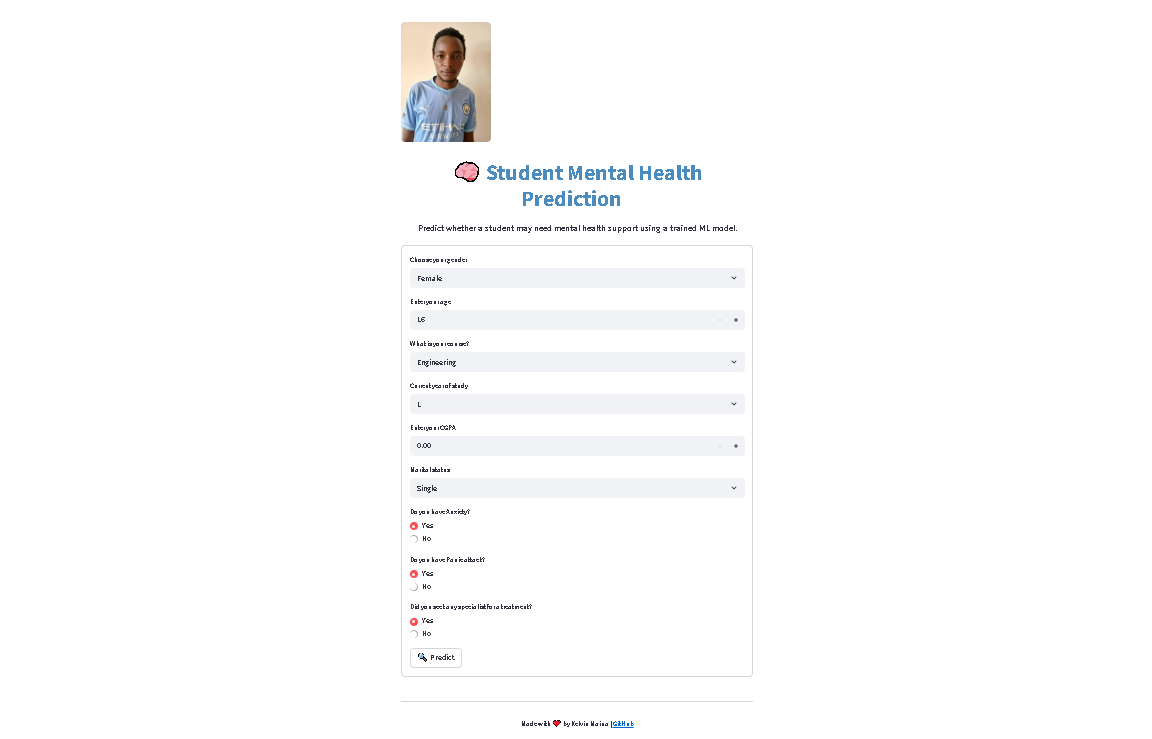 ETIHAD
Student Mental Health
Prediction
Predict whether a student may need mental health support using a trained ML model.
Choose your gender
Female
Enter your age
16
What is your course?
Engineering
Current year of study
1
Enter your CGPA
0.00
Marital status
Single
Do you have Anxiety?
Yes
No
Do you have Panic attack?
Yes
No
Did you seek any specialist for a treatment?
Yes
No
Predict
Made with ❤️ by Kelvin Maina | GitHub